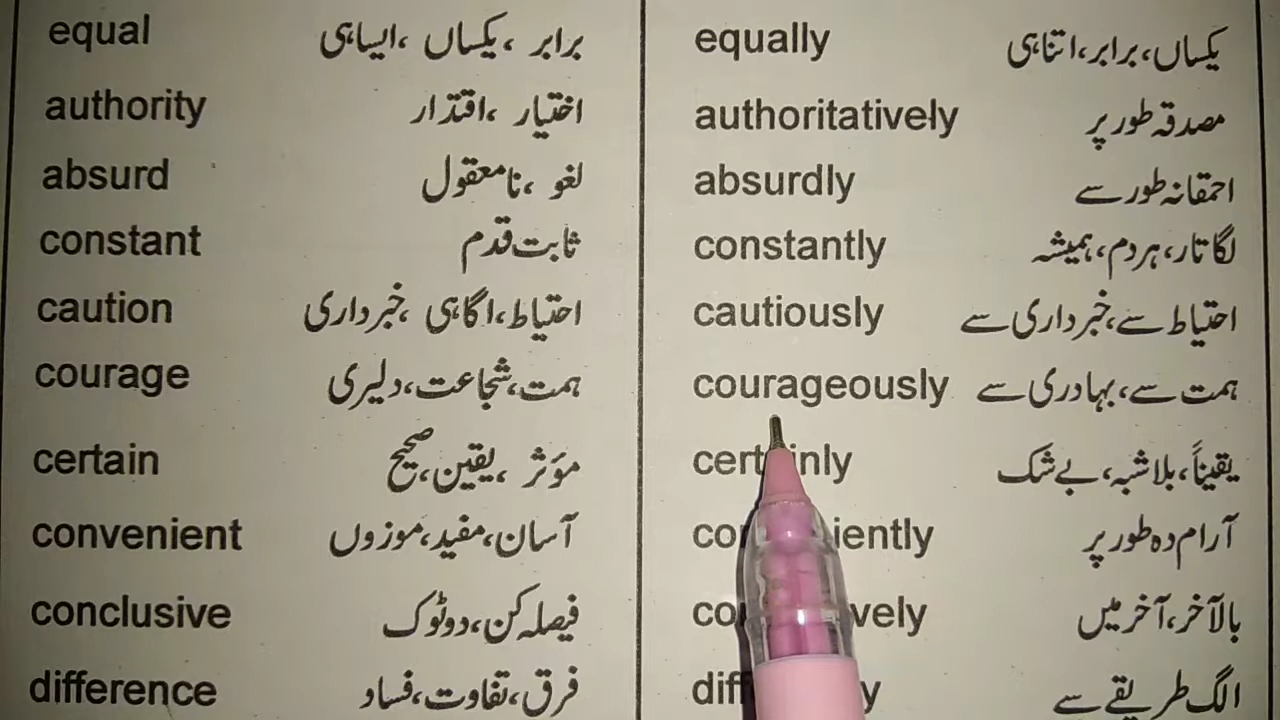 equal برابر ، یکساں ،ایسا ہی equally یکساں،برابر،اتنا ہی
authority اختیار ،اقتدار authoritatively مصدقہ طور پر
absurd لغو ،نامعقول absurdly احمقانہ طور سے
constant ثابت قدم constantly لگاتار،ہردم،ہمیشہ
caution احتیاط،اگاہی ،خبرداری cautiously احتیاط سے،خبرداری سے
courage ہمت،شجاعت،دلیری courageously ہمت سے،بہادری سے
certain مؤثر ،یقین،صحیح یقیناً،بلاشبہ،بے شک
convenient آسان،مفید،موزوں آرام دہ طور پر
conclusive فیصلہ کن،دوٹوک بالآخر،آخر میں
difference فرق،تفاوت،فساد الگ طریقے سے